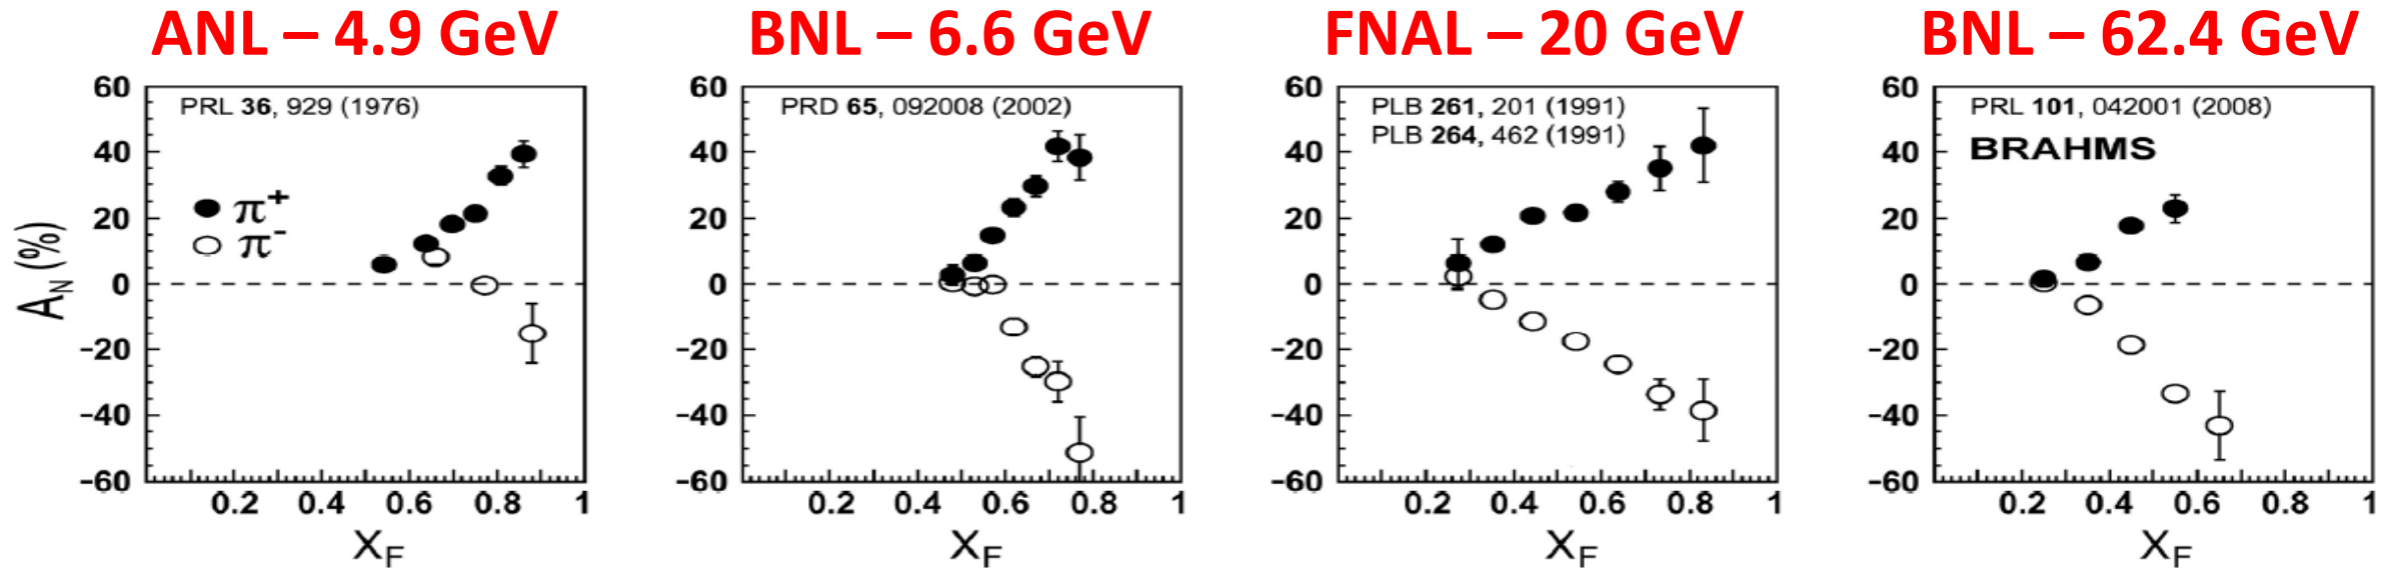 ANL – 4.9 GeV
60
40
20
0
−20
−40
−60
A_N (%)
PRL 36, 929 (1976)
π+
π-
0.2 0.4 0.6 0.8 1
X_F
BNL – 6.6 GeV
60
40
20
0
−20
−40
−60
PRD 65, 092008 (2002)
0.2 0.4 0.6 0.8 1
X_F
FNAL – 20 GeV
60
40
20
0
−20
−40
−60
PLB 261, 201 (1991)
PLB 264, 462 (1991)
0.2 0.4 0.6 0.8 1
X_F
BNL – 62.4 GeV
60
40
20
0
−20
−40
−60
PRL 101, 042001 (2008)
BRAHMS
0.2 0.4 0.6 0.8 1
X_F